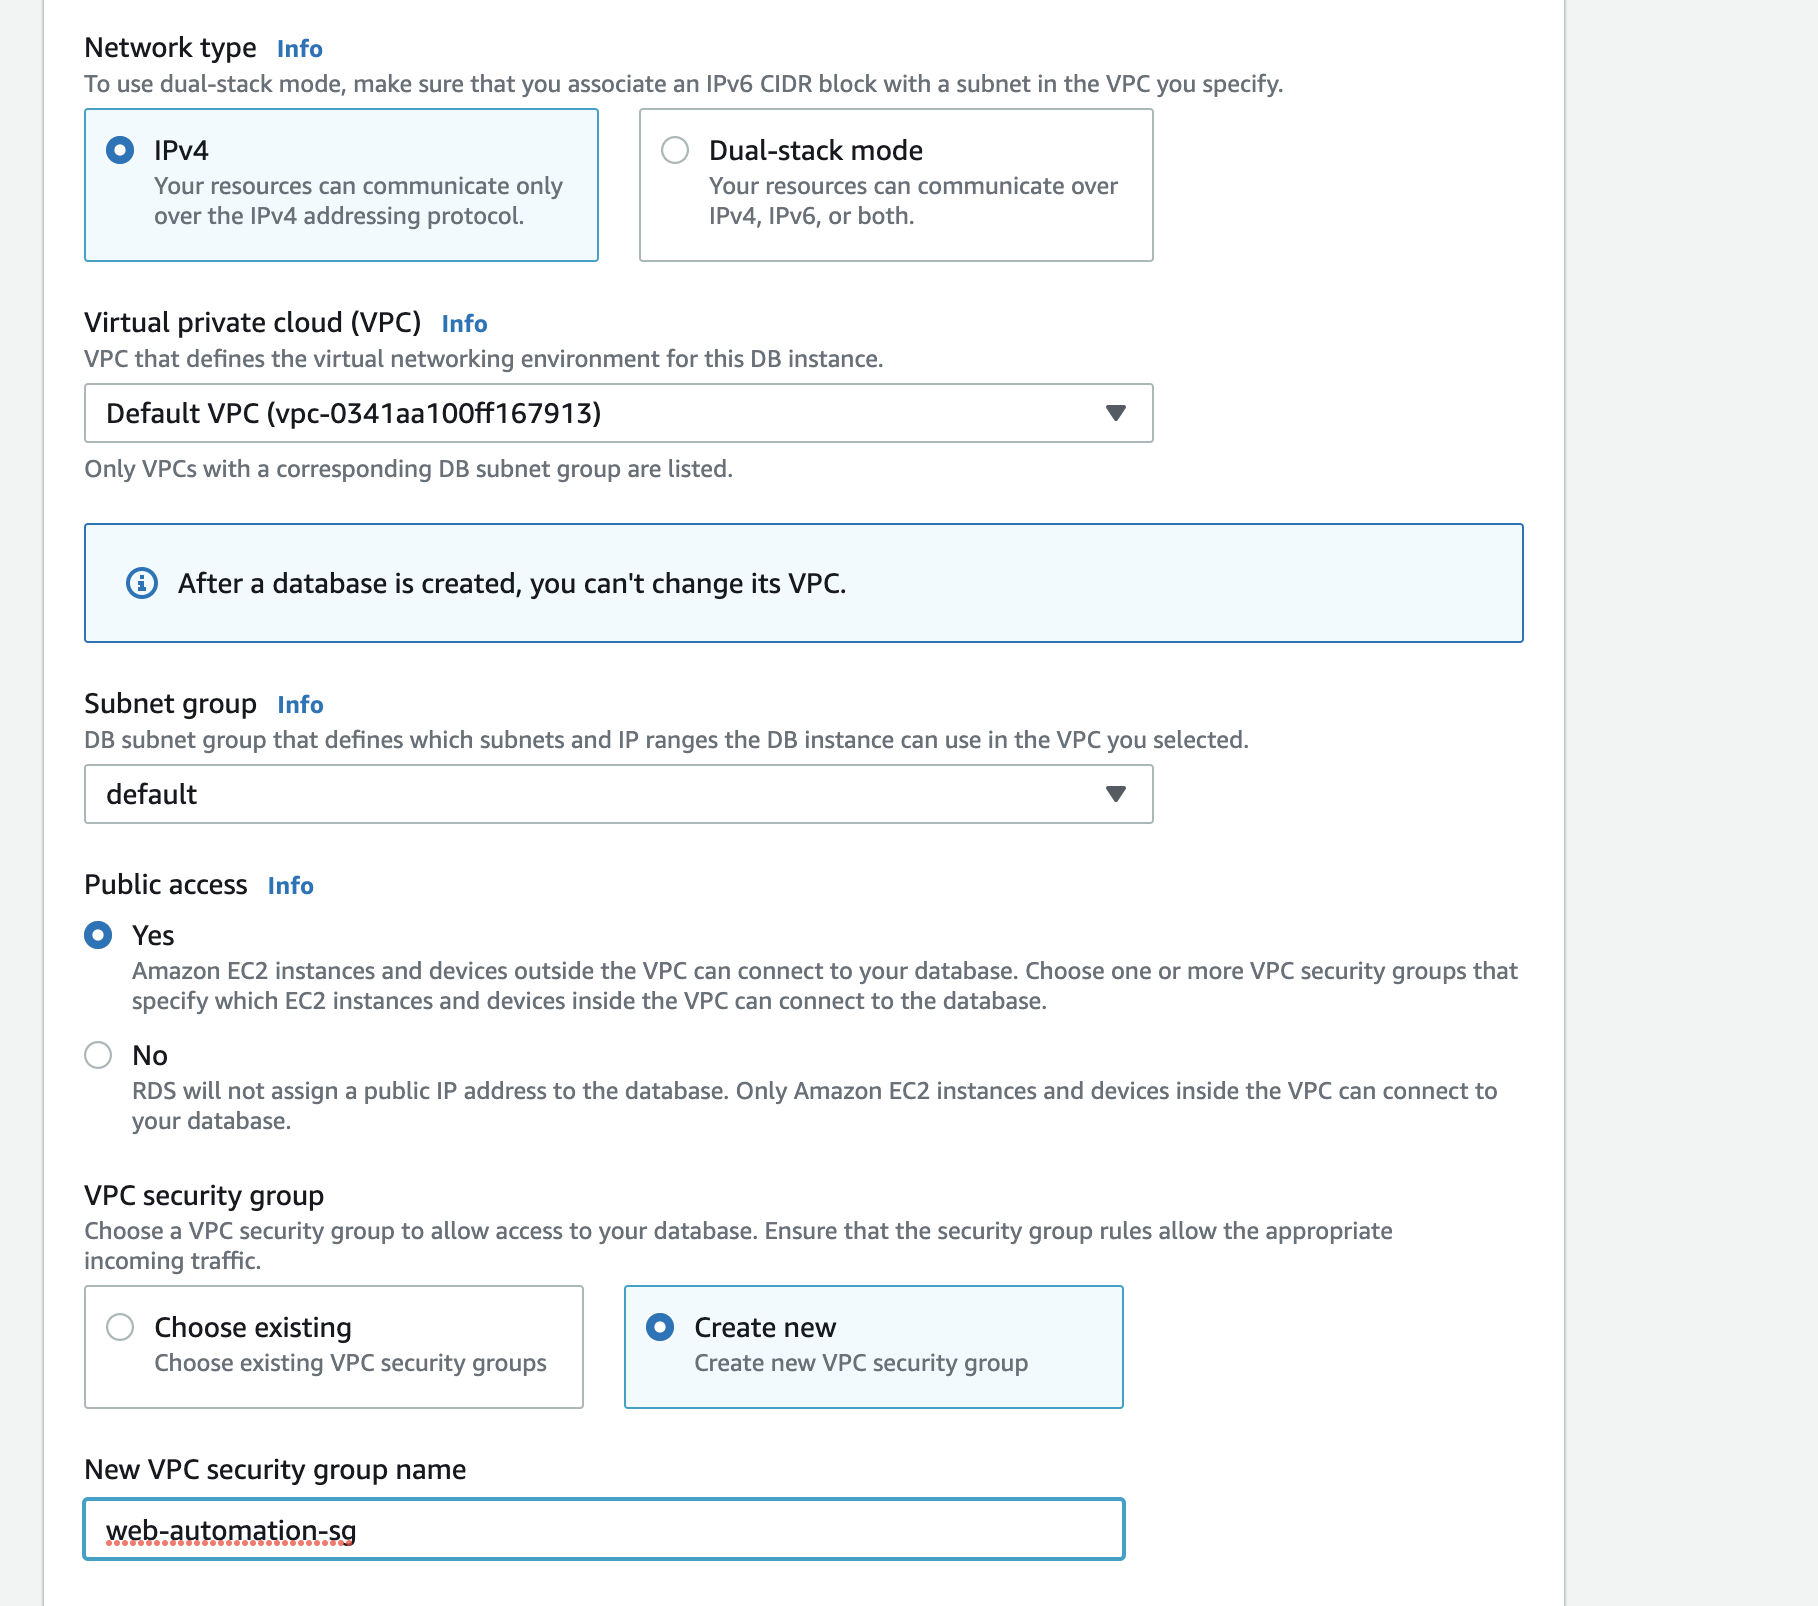 Network type Info
To use dual-stack mode, make sure that you associate an IPv6 CIDR block with a subnet in the VPC you specify.
IPv4
Your resources can communicate only
over the IPv4 addressing protocol.
Dual-stack mode
Your resources can communicate over
IPv4, IPv6, or both.
Virtual private cloud (VPC) Info
VPC that defines the virtual networking environment for this DB instance.
Default VPC (vpc-0341aa100ff167913)
Only VPCs with a corresponding DB subnet group are listed.
After a database is created, you can't change its VPC.
Subnet group Info
DB subnet group that defines which subnets and IP ranges the DB instance can use in the VPC you selected.
default
Public access Info
Yes
Amazon EC2 instances and devices outside the VPC can connect to your database. Choose one or more VPC security groups that
specify which EC2 instances and devices inside the VPC can connect to the database.
No
RDS will not assign a public IP address to the database. Only Amazon EC2 instances and devices inside the VPC can connect to
your database.
VPC security group
Choose a VPC security group to allow access to your database. Ensure that the security group rules allow the appropriate
incoming traffic.
Choose existing
Choose existing VPC security groups
Create new
Create new VPC security group
New VPC security group name
web-automation-sg